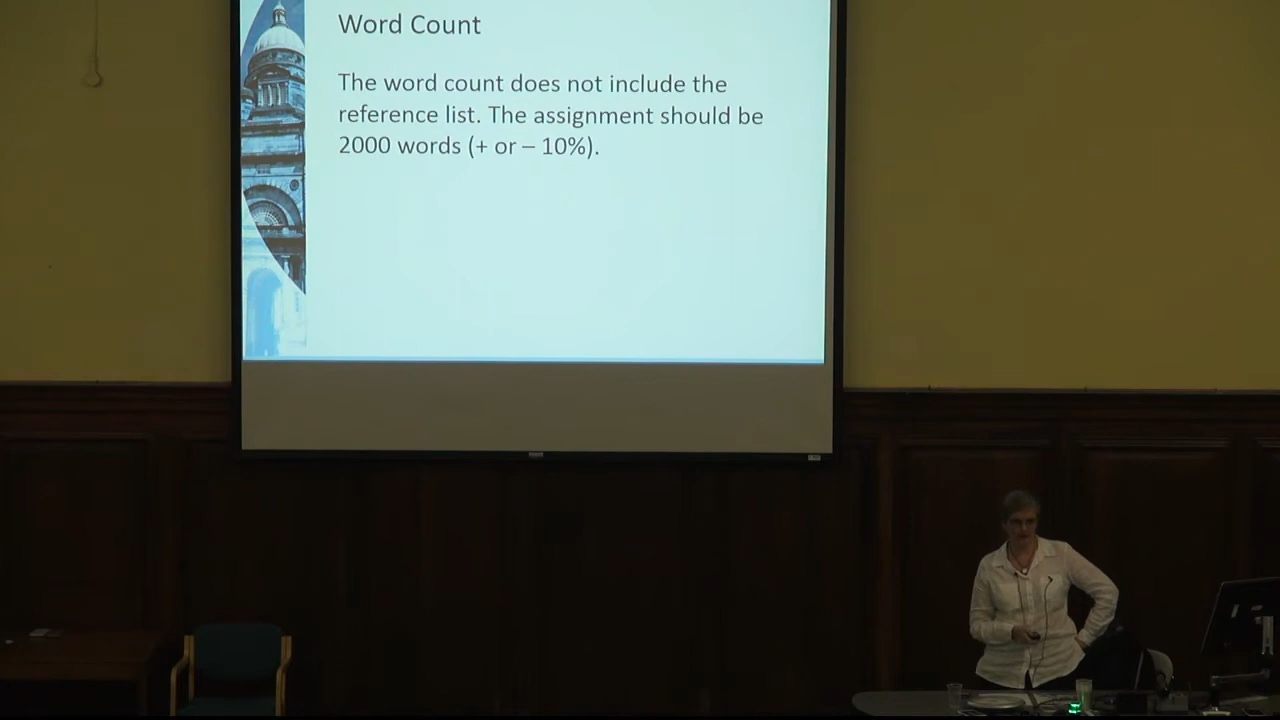 Word Count
The word count does not include the
reference list. The assignment should be
2000 words (+ or – 10%).